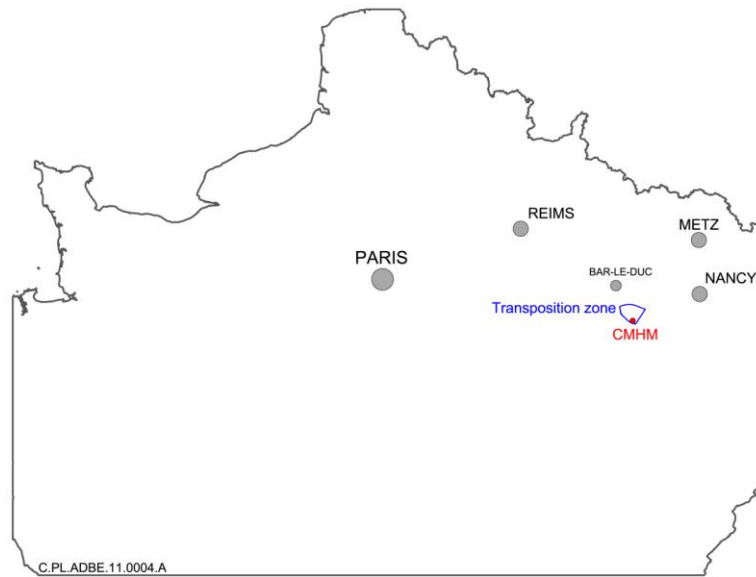 REIMS
METZ
PARIS
BAR-LE-DUC
NANCY
Transposition zone
CMHM
C.PL.ADBE.11.0004.A